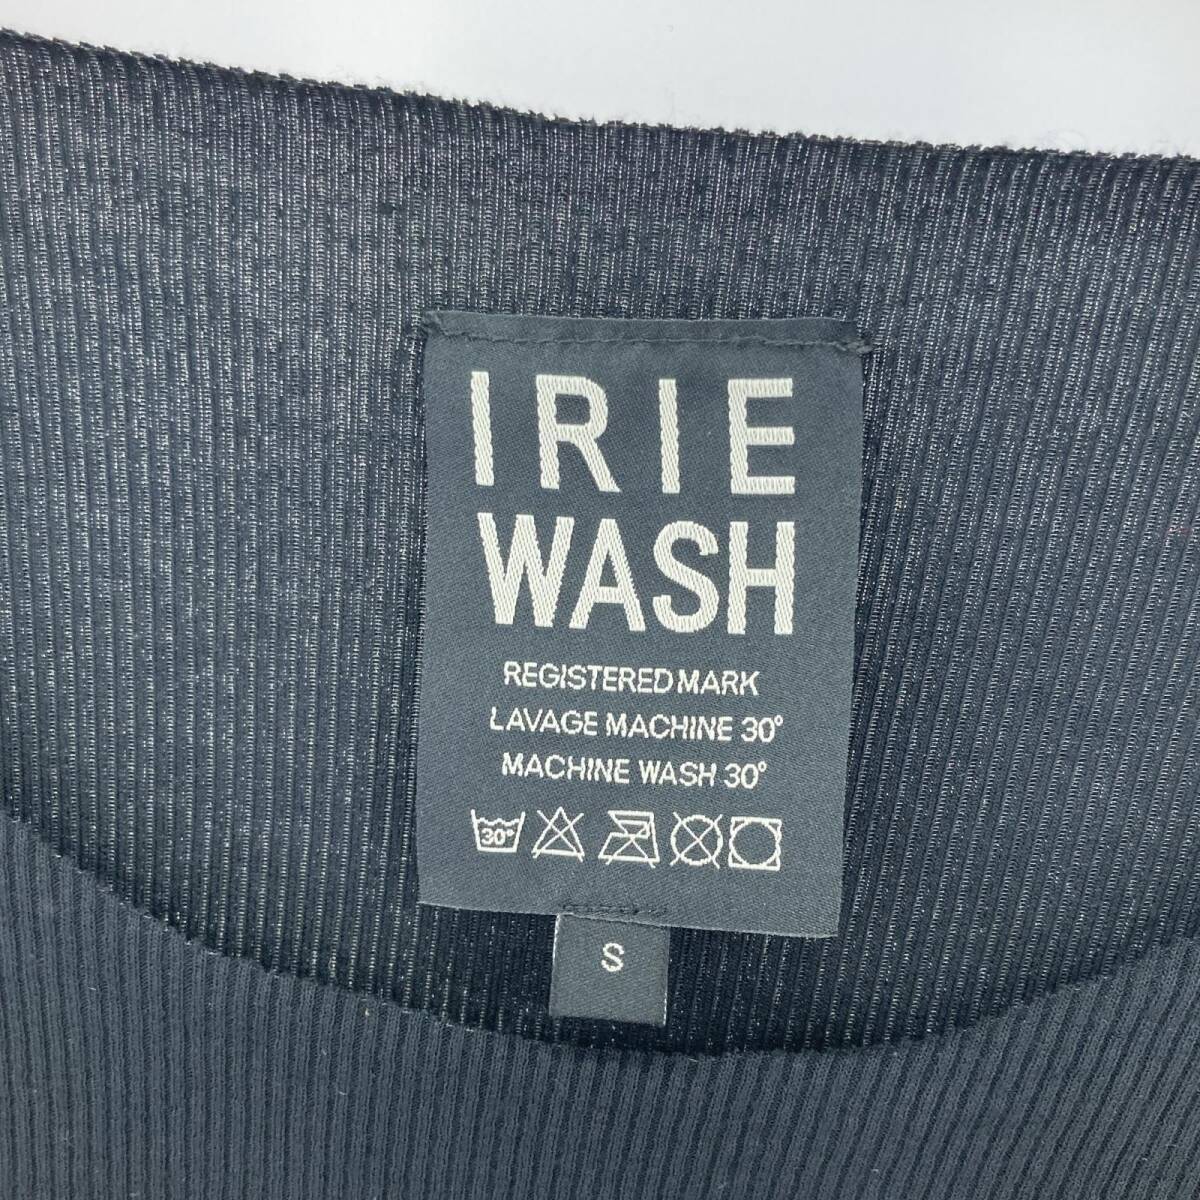 IRIE
WASH
REGISTERED MARK
LAVAGE MACHINE 30°
MACHINE WASH 30°
30°
S